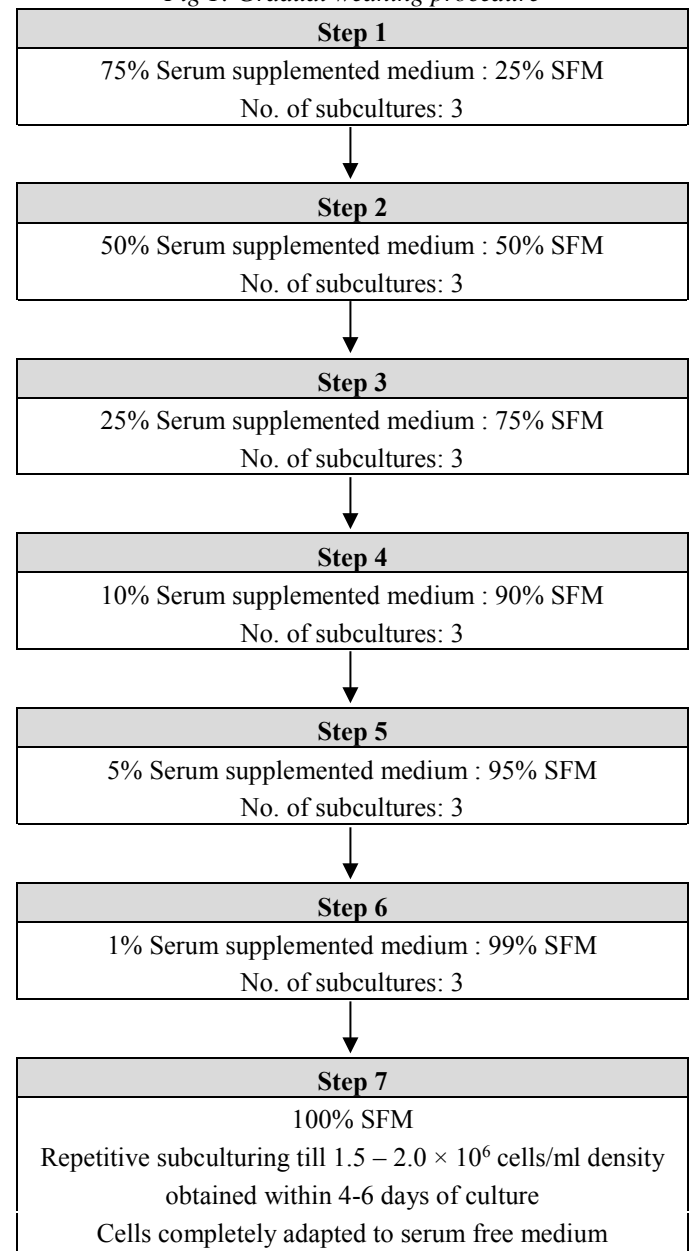 Fig 1: Gradual weaning procedure
Step 1
75% Serum supplemented medium : 25% SFM
No. of subcultures: 3
Step 2
50% Serum supplemented medium : 50% SFM
No. of subcultures: 3
Step 3
25% Serum supplemented medium : 75% SFM
No. of subcultures: 3
Step 4
10% Serum supplemented medium : 90% SFM
No. of subcultures: 3
Step 5
5% Serum supplemented medium : 95% SFM
No. of subcultures: 3
Step 6
1% Serum supplemented medium : 99% SFM
No. of subcultures: 3
Step 7
100% SFM
Repetitive subculturing till 1.5 – 2.0 × 10⁶ cells/ml density
obtained within 4-6 days of culture
Cells completely adapted to serum free medium